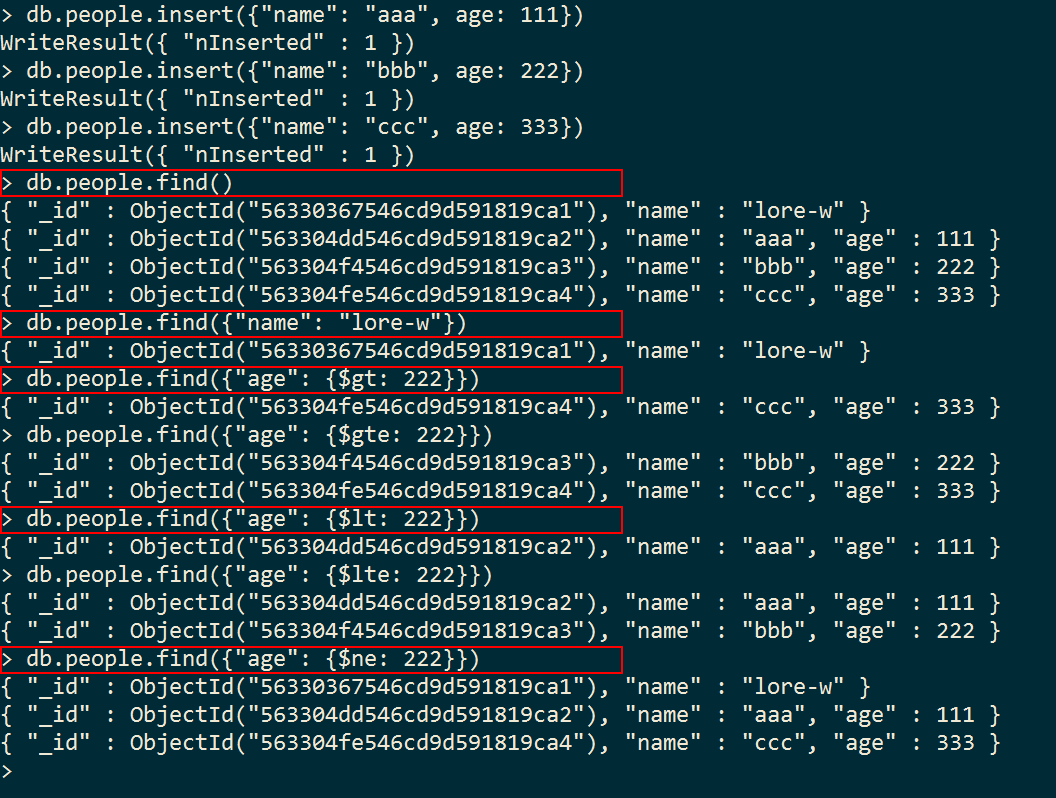 > db.people.insert({"name": "aaa", age: 111})
WriteResult({ "nInserted" : 1 })
> db.people.insert({"name": "bbb", age: 222})
WriteResult({ "nInserted" : 1 })
> db.people.insert({"name": "ccc", age: 333})
WriteResult({ "nInserted" : 1 })
> db.people.find()
{ "_id" : ObjectId("56330367546cd9d591819ca1"), "name" : "lore-w" }
{ "_id" : ObjectId("563304dd546cd9d591819ca2"), "name" : "aaa", "age" : 111 }
{ "_id" : ObjectId("563304f4546cd9d591819ca3"), "name" : "bbb", "age" : 222 }
{ "_id" : ObjectId("563304fe546cd9d591819ca4"), "name" : "ccc", "age" : 333 }
> db.people.find({"name": "lore-w"})
{ "_id" : ObjectId("56330367546cd9d591819ca1"), "name" : "lore-w" }
> db.people.find({"age": {$gt: 222}})
{ "_id" : ObjectId("563304fe546cd9d591819ca4"), "name" : "ccc", "age" : 333 }
> db.people.find({"age": {$gte: 222}})
{ "_id" : ObjectId("563304f4546cd9d591819ca3"), "name" : "bbb", "age" : 222 }
{ "_id" : ObjectId("563304fe546cd9d591819ca4"), "name" : "ccc", "age" : 333 }
> db.people.find({"age": {$lt: 222}})
{ "_id" : ObjectId("563304dd546cd9d591819ca2"), "name" : "aaa", "age" : 111 }
> db.people.find({"age": {$lte: 222}})
{ "_id" : ObjectId("563304dd546cd9d591819ca2"), "name" : "aaa", "age" : 111 }
{ "_id" : ObjectId("563304f4546cd9d591819ca3"), "name" : "bbb", "age" : 222 }
> db.people.find({"age": {$ne: 222}})
{ "_id" : ObjectId("56330367546cd9d591819ca1"), "name" : "lore-w" }
{ "_id" : ObjectId("563304dd546cd9d591819ca2"), "name" : "aaa", "age" : 111 }
{ "_id" : ObjectId("563304fe546cd9d591819ca4"), "name" : "ccc", "age" : 333 }
>